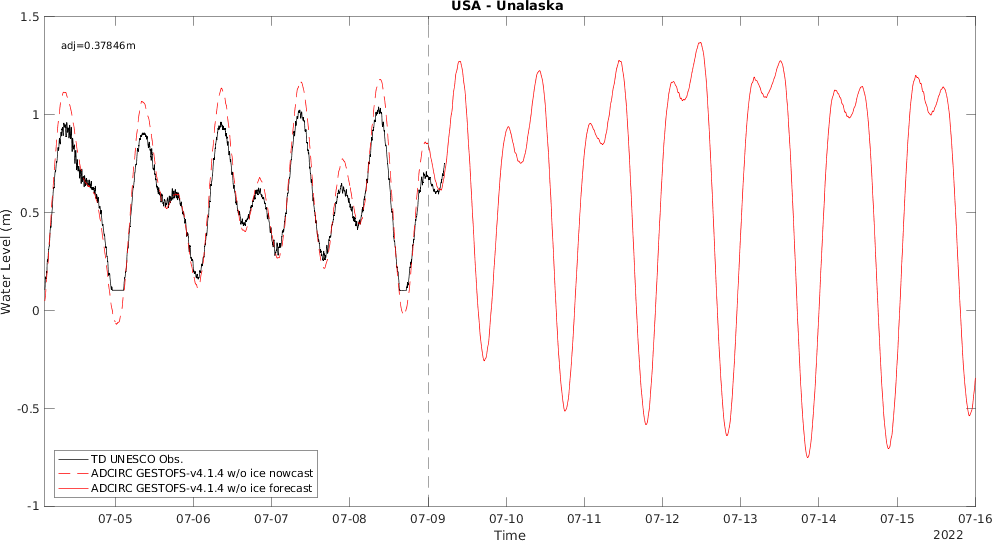 USA - Unalaska
adj=0.37846m
1.5
1
0.5
0
-0.5
-1
Water Level (m)
TD UNESCO Obs.
ADCIRC GESTOFS-v4.1.4 w/o ice nowcast
ADCIRC GESTOFS-v4.1.4 w/o ice forecast
07-05 07-06 07-07 07-08 07-09 07-10 07-11 07-12 07-13 07-14 07-15 07-16
Time
2022